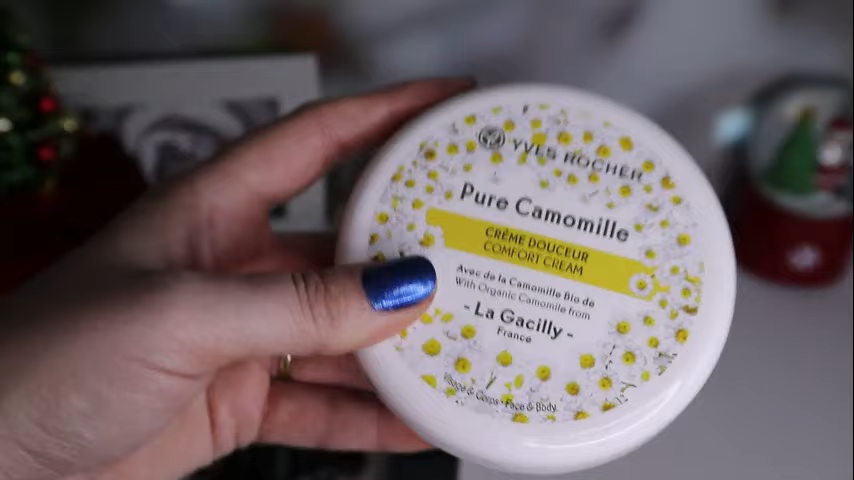 YVES ROCHER
Pure Camomille
CRÈME DOUCEUR
COMFORT CREAM
Avec de la Camomille Bio de
With Organic Camomile from
- La Gacilly -
France
Visage & Corps • Face & Body